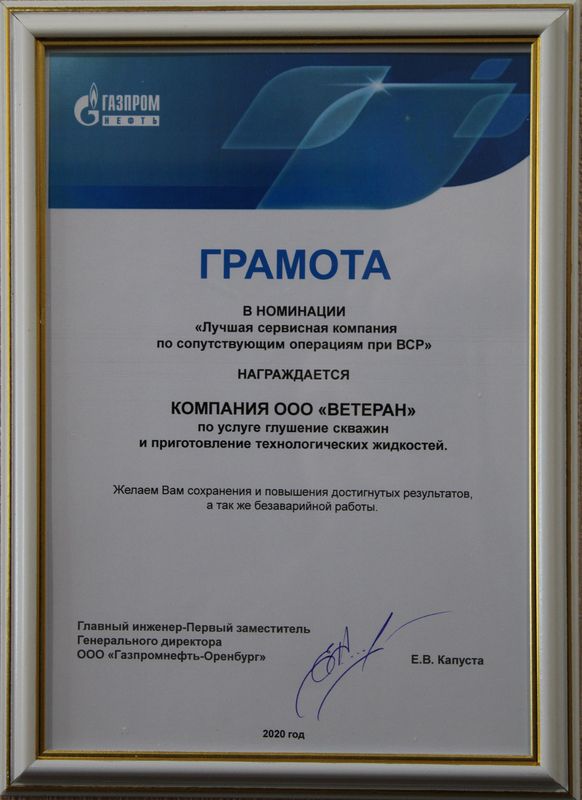 ГАЗПРОМ
НЕФТЬ
ГРАМОТА
В НОМИНАЦИИ
«Лучшая сервисная компания
по сопутствующим операциям при ВСР»
НАГРАЖДАЕТСЯ
КОМПАНИЯ ООО «ВЕТЕРАН»
по услуге глушение скважин
и приготовление технологических жидкостей.
Желаем Вам сохранения и повышения достигнутых результатов,
а так же безаварийной работы.
Главный инженер-Первый заместитель
Генерального директора
ООО «Газпромнефть-Оренбург»
Е.В. Капуста
2020 год